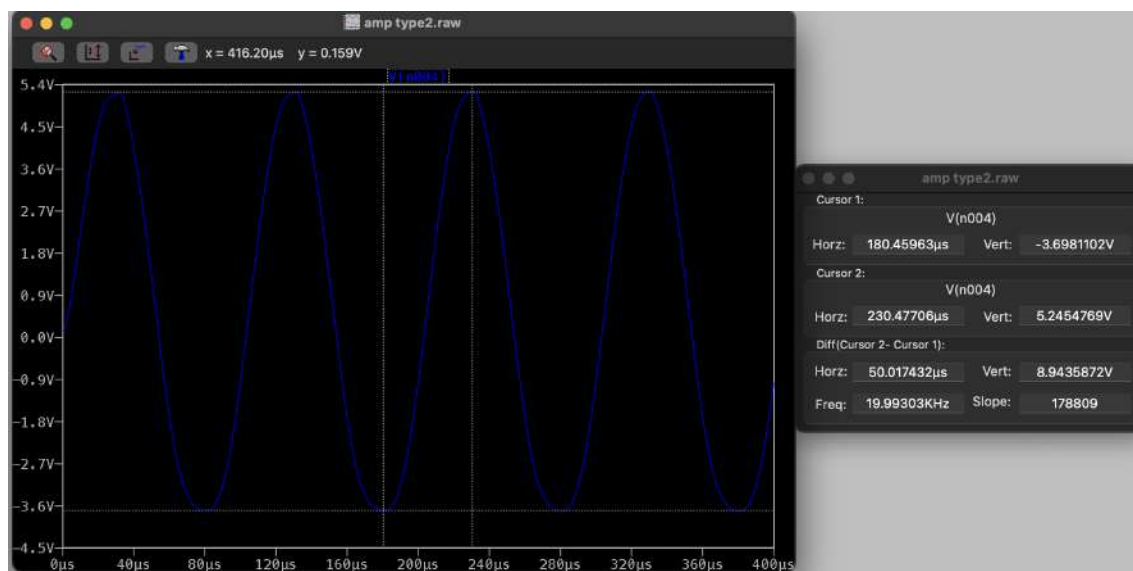 amp type2.raw
x = 416.20µs y = 0.159V
V(n004)
5.4V
4.5V
3.6V
2.7V
1.8V
0.9V
0.0V
-0.9V
-1.8V
-2.7V
-3.6V
-4.5V
0µs 40µs 80µs 120µs 160µs 200µs 240µs 280µs 320µs 360µs 400µs
amp type2.raw
Cursor 1:
V(n004)
Horz: 180.45963µs Vert: -3.6981102V
Cursor 2:
V(n004)
Horz: 230.47706µs Vert: 5.2454769V
Diff(Cursor 2- Cursor 1):
Horz: 50.017432µs Vert: 8.9435872V
Freq: 19.99303KHz Slope: 178809